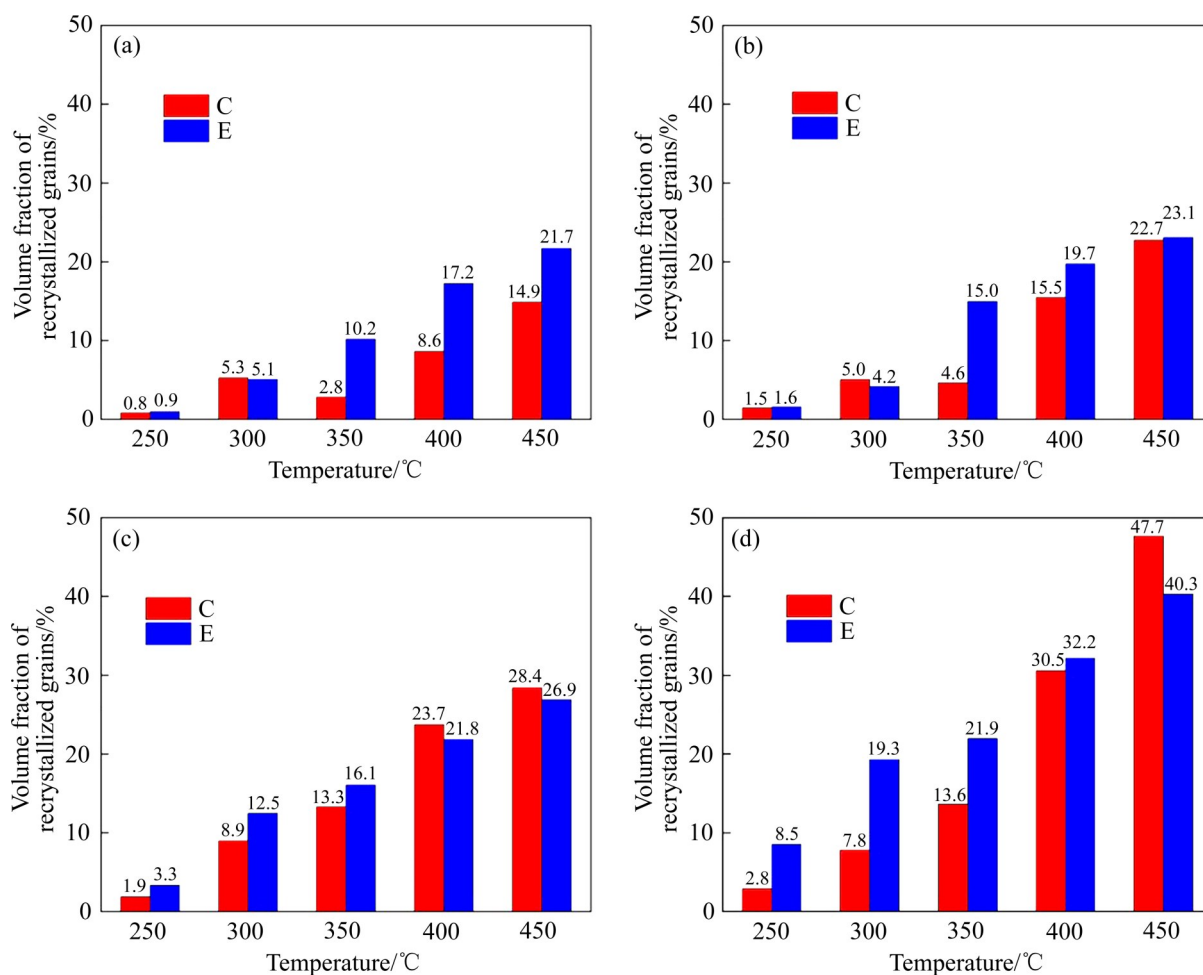 (a)
50
40
30
20
10
0
Volume fraction of
recrystallized grains/%
C
E
0.8 0.9
5.3 5.1
2.8 10.2
8.6 17.2
14.9 21.7
250 300 350 400 450
Temperature/℃
(b)
50
40
30
20
10
0
Volume fraction of
recrystallized grains/%
C
E
1.5 1.6
5.0 4.2
4.6 15.0
15.5 19.7
22.7 23.1
250 300 350 400 450
Temperature/℃
(c)
50
40
30
20
10
0
Volume fraction of
recrystallized grains/%
C
E
1.9 3.3
8.9 12.5
13.3 16.1
23.7 21.8
28.4 26.9
250 300 350 400 450
Temperature/℃
(d)
50
40
30
20
10
0
Volume fraction of
recrystallized grains/%
C
E
2.8 8.5
7.8 19.3
13.6 21.9
30.5 32.2
47.7 40.3
250 300 350 400 450
Temperature/℃